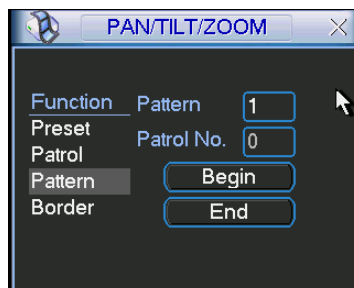 PAN/TILT/ZOOM
Function
Preset
Patrol
Pattern
Border
Pattern 1
Patrol No. 0
Begin
End